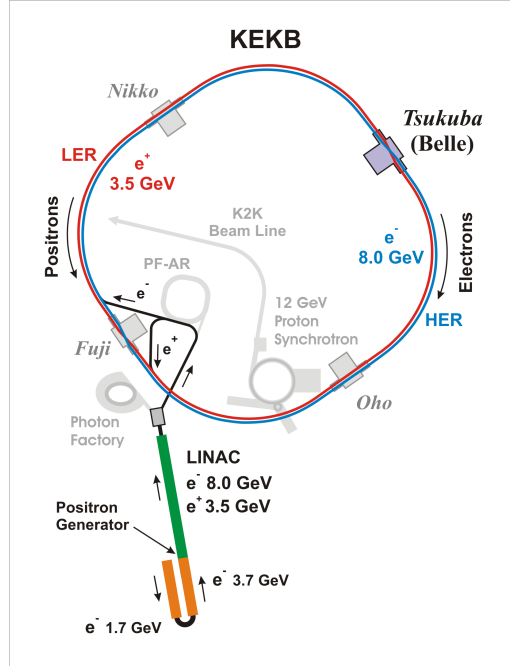 KEKB
Nikko
Tsukuba
(Belle)
LER
e+
3.5 GeV
K2K
Beam Line
Positrons
e-
8.0 GeV
Electrons
PF-AR
e-
12 GeV
Proton
Synchrotron
HER
Fuji
e+
Oho
Photon
Factory
LINAC
e- 8.0 GeV
e+ 3.5 GeV
Positron
Generator
e- 3.7 GeV
e- 1.7 GeV